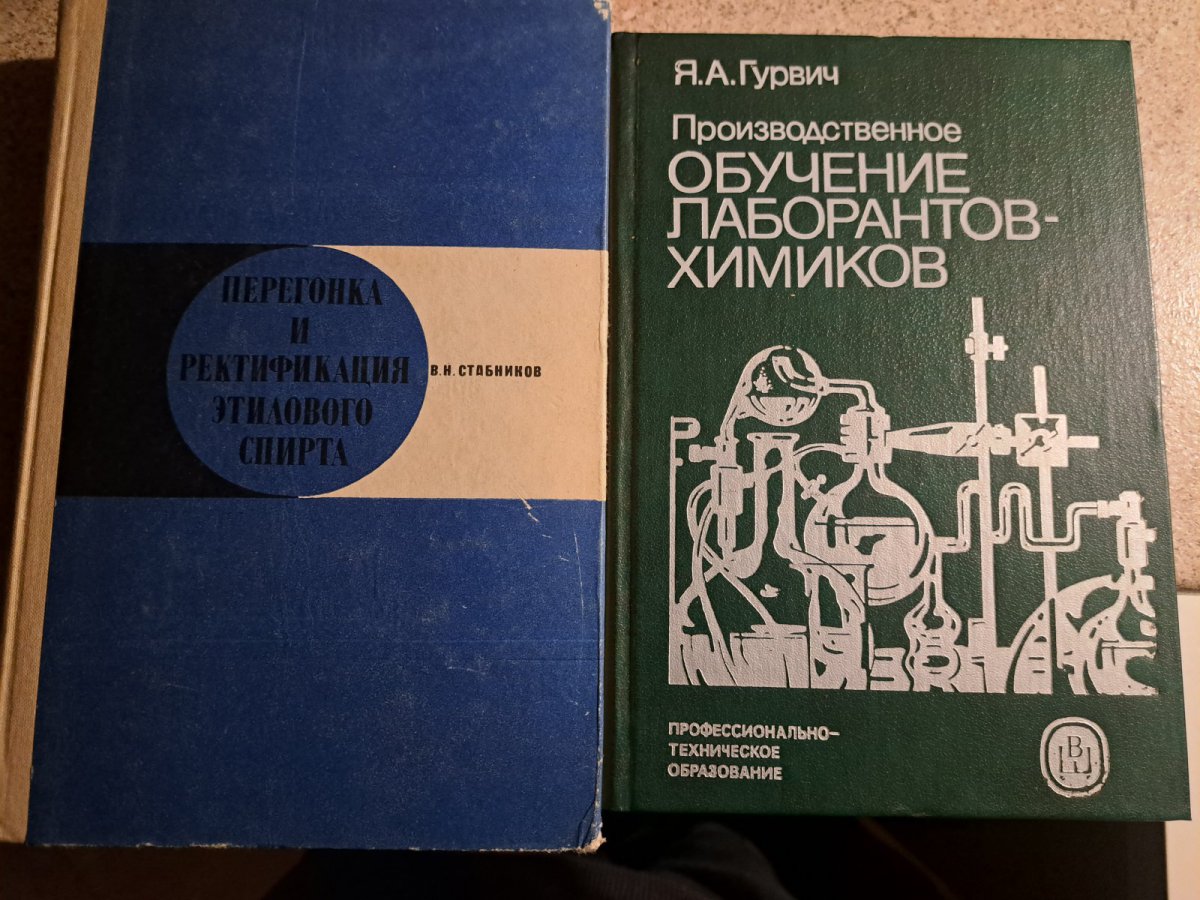 ПЕРЕГОНКА
И
РЕКТИФИКАЦИЯ
ЭТИЛОВОГО
СПИРТА
В.Н. СТАБНИКОВ
Я.А.Гурвич
Производственное
ОБУЧЕНИЕ
ЛАБОРАНТОВ-
ХИМИКОВ
ПРОФЕССИОНАЛЬНО-
ТЕХНИЧЕСКОЕ
ОБРАЗОВАНИЕ